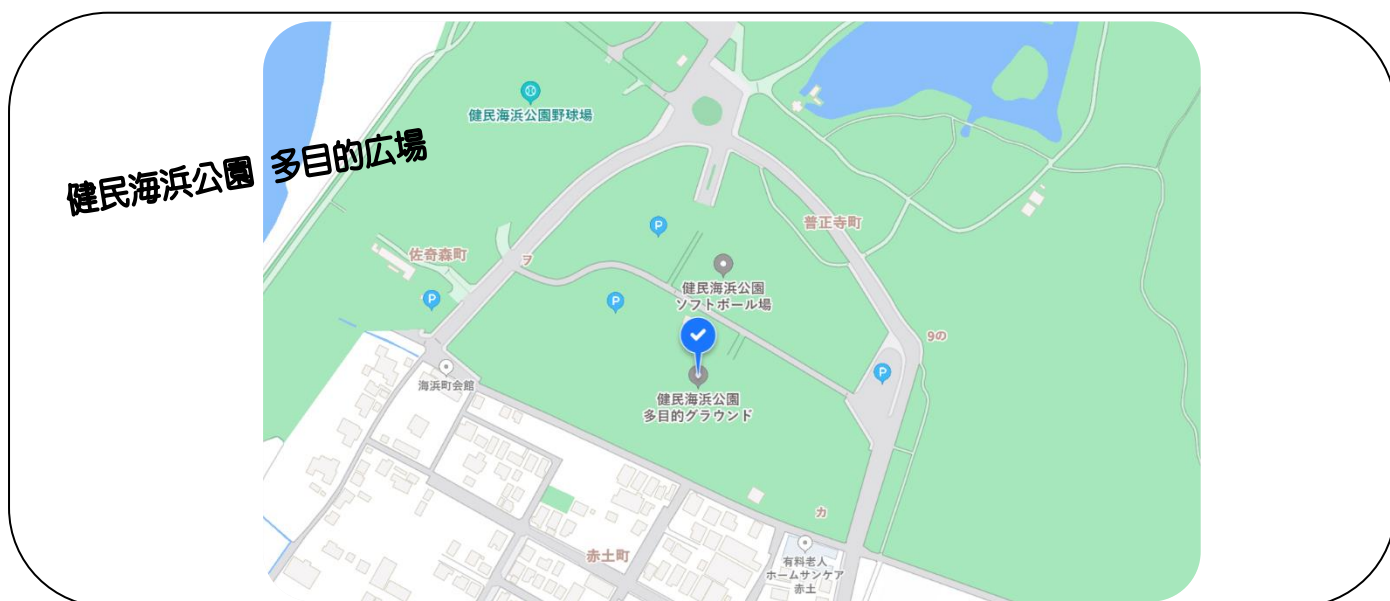 健民海浜公園野球場
健民海浜公園 多目的広場
P
普正寺町
佐奇森町
ヲ
健民海浜公園
ソフトボール場
P
P
9の
P
海浜町会館
健民海浜公園
多目的グラウンド
カ
赤土町
有料老人
ホームサンケア
赤土